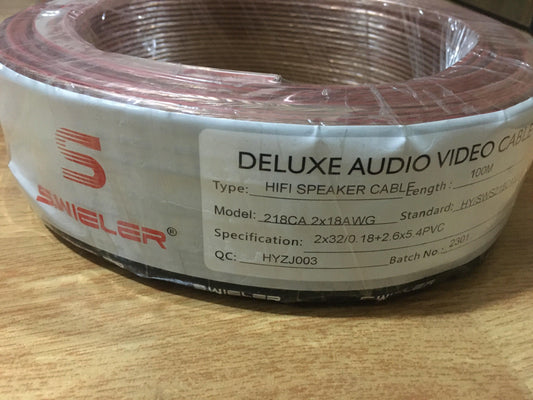 S
SWIELER®
DELUXE AUDIO VIDEO CABLE
Type: HIFI SPEAKER CABLE Length: 100M
Model: 218CA 2x18AWG Standard:
Specification: 2x32/0.18+2.6x5.4PVC
QC: HYZJ003 Batch No 2301
SWIELER